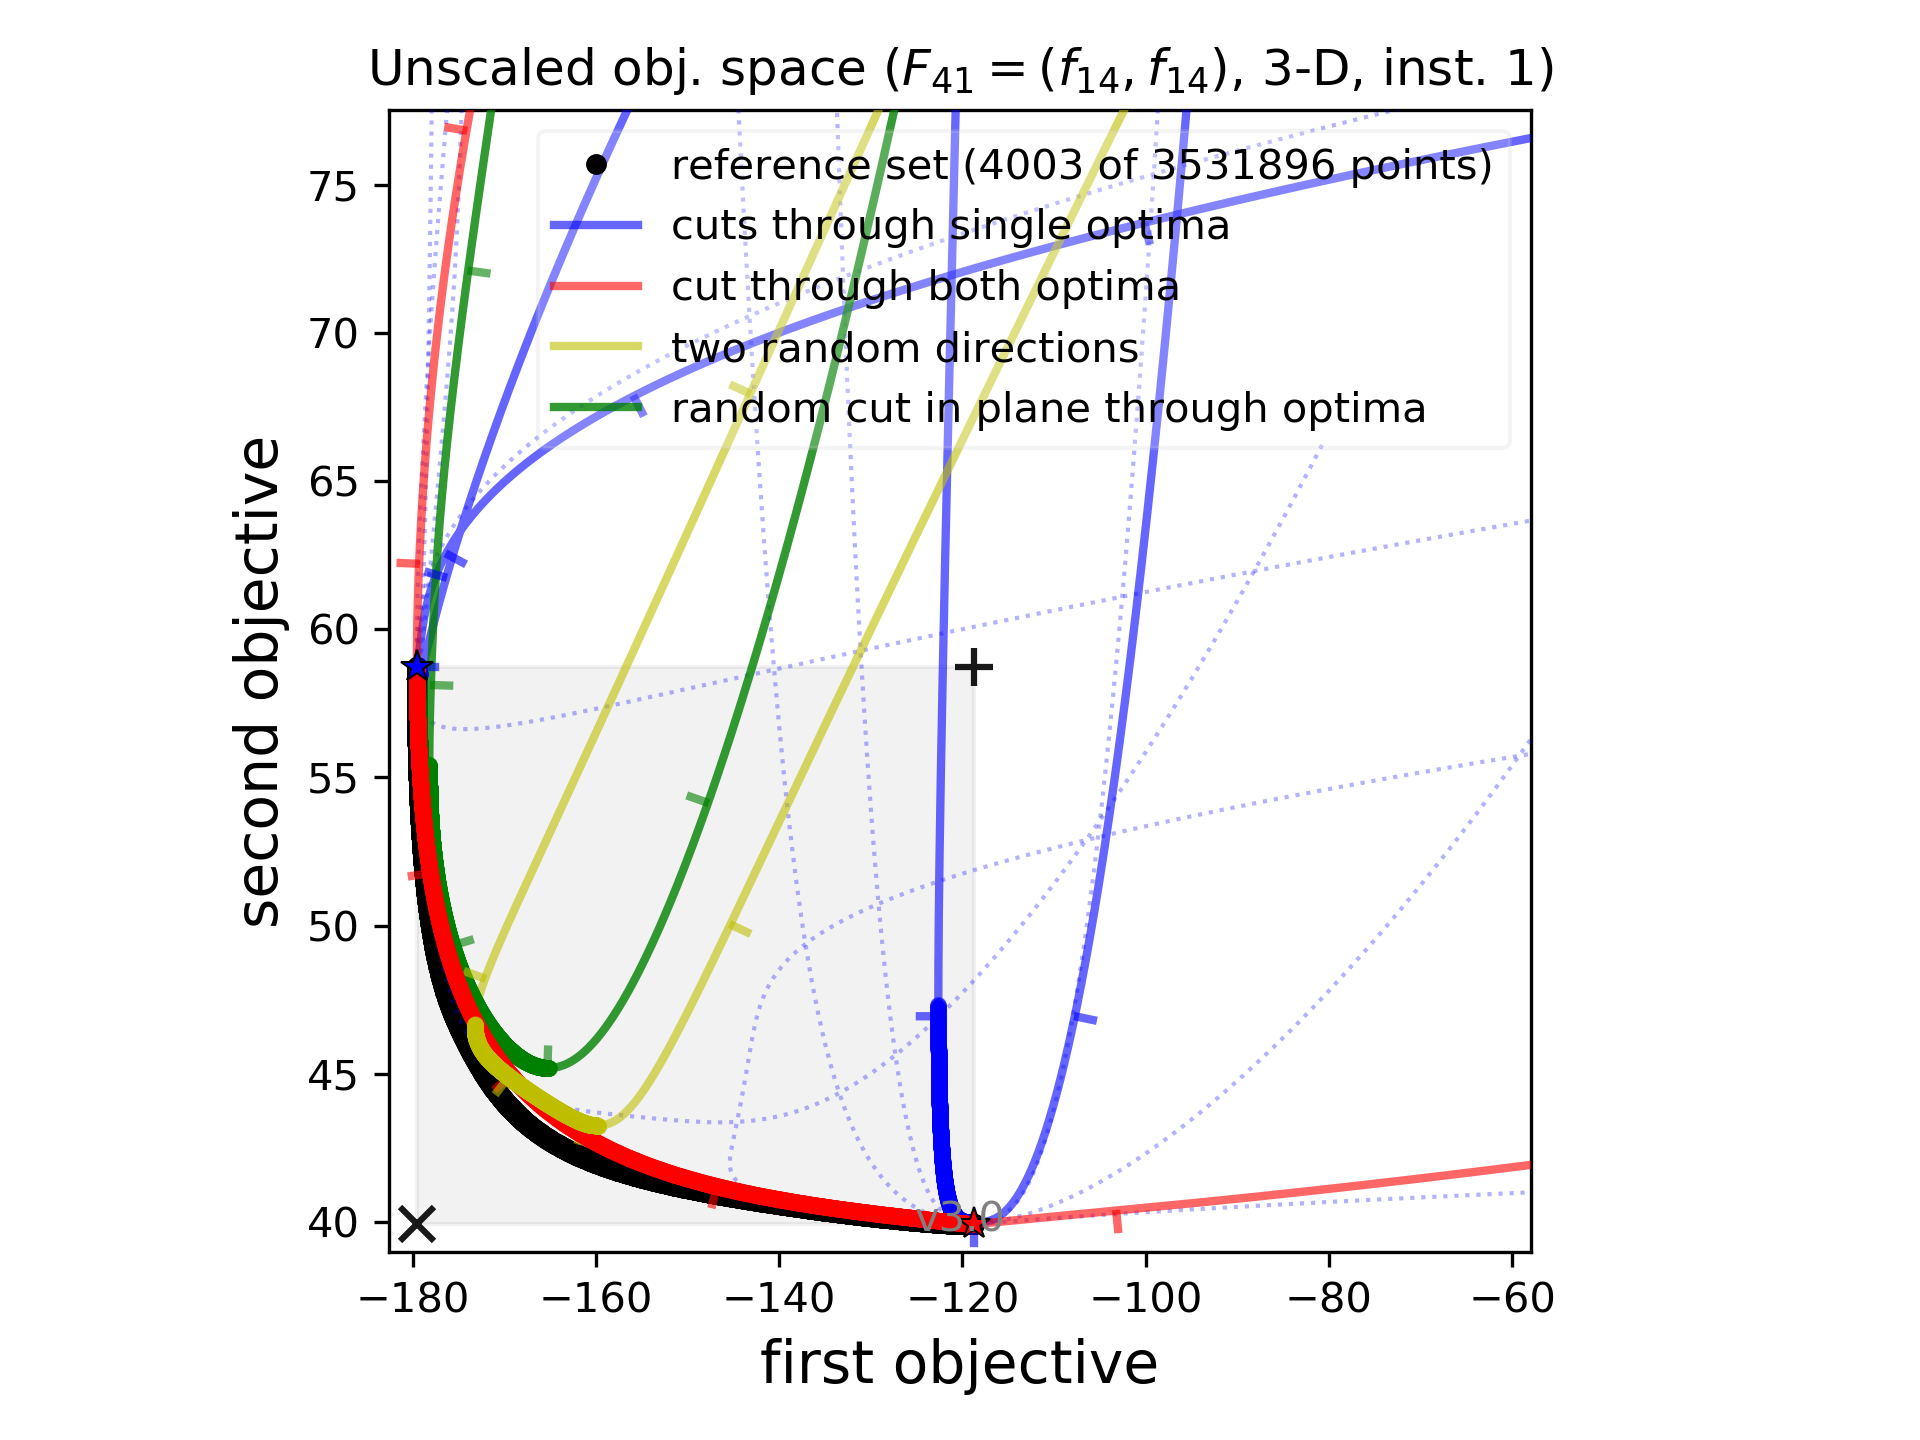 Unscaled obj. space (F41 = (f14, f14), 3-D, inst. 1)
reference set (4003 of 3531896 points)
cuts through single optima
cut through both optima
two random directions
random cut in plane through optima
second objective
75
70
65
60
55
50
45
40
v3.0
−180 −160 −140 −120 −100 −80 −60
first objective